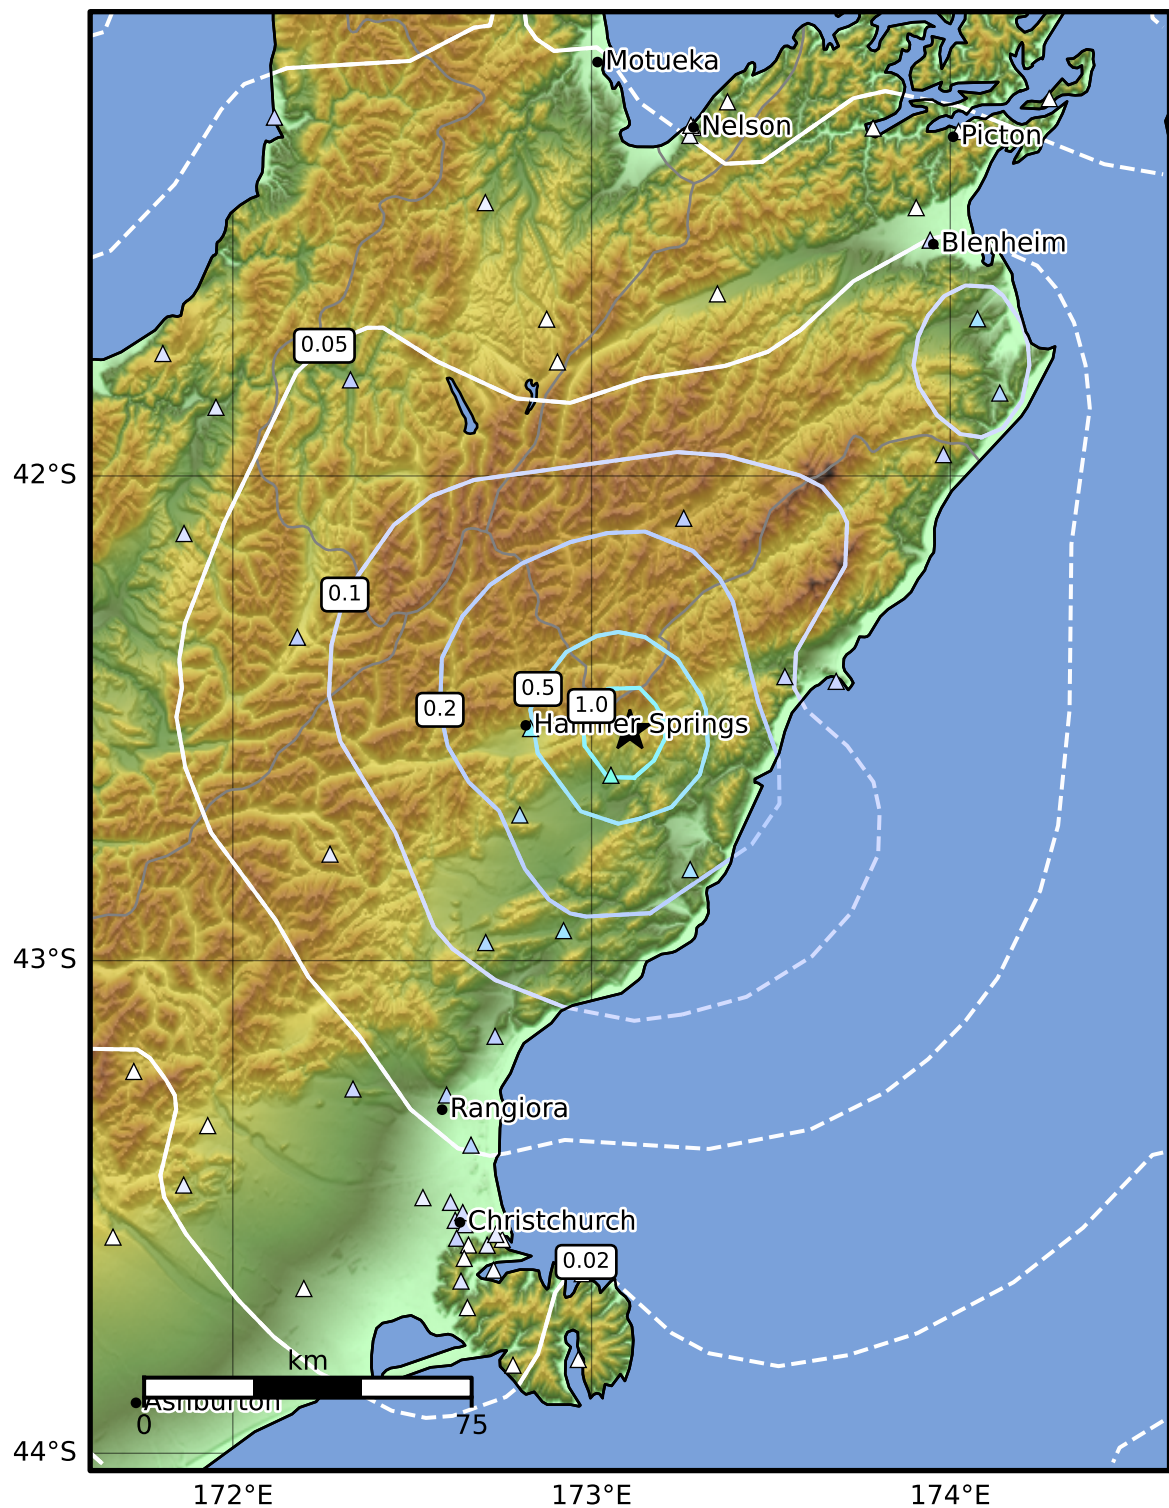 Motueka
Nelson
Picton
Blenheim
0.05
42°S
0.1
0.5
0.2
1.0
Hanmer Springs
43°S
Rangiora
Christchurch
0.02
km
Ashburton
0
75
44°S
172°E
173°E
174°E